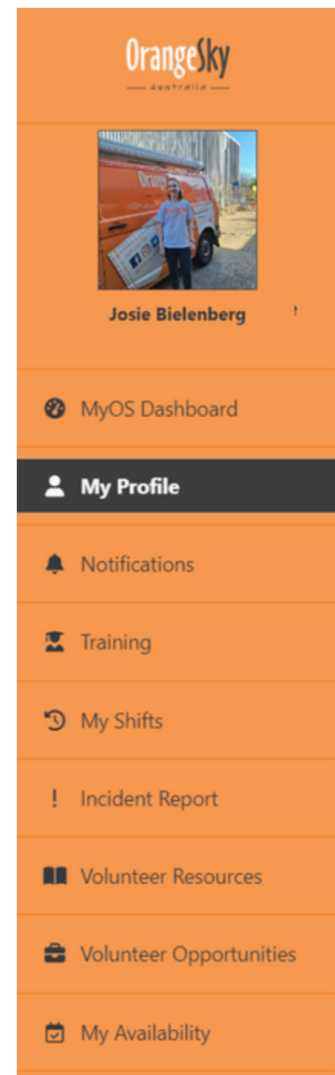 OrangeSky
Australia
Orange
Josie Bielenberg
MyOS Dashboard
My Profile
Notifications
Training
My Shifts
! Incident Report
Volunteer Resources
Volunteer Opportunities
My Availability